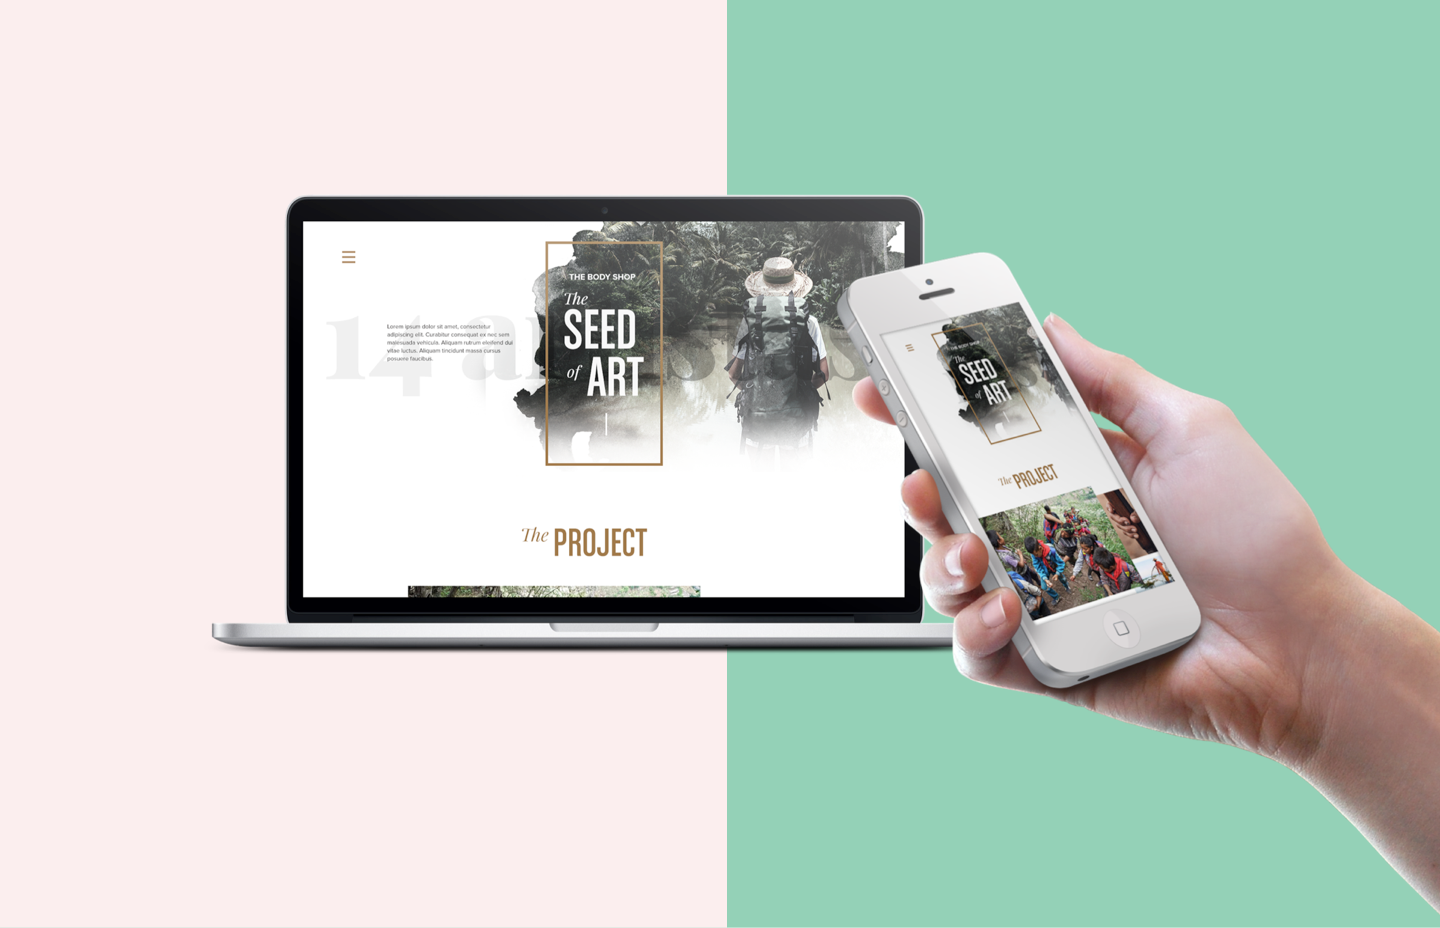 THE BODY SHOP
The
SEED
of ART
14 artists
Lorem ipsum dolor sit amet, consectetur
adipiscing elit. Curabitur consequat ex nec sem
malesuada vehicula. Aliquam rutrum eleifend dui
vitae luctus. Aliquam tincidunt massa cursus
posuere faucibus.
The PROJECT
THE BODY SHOP
The
SEED
of ART
The PROJECT